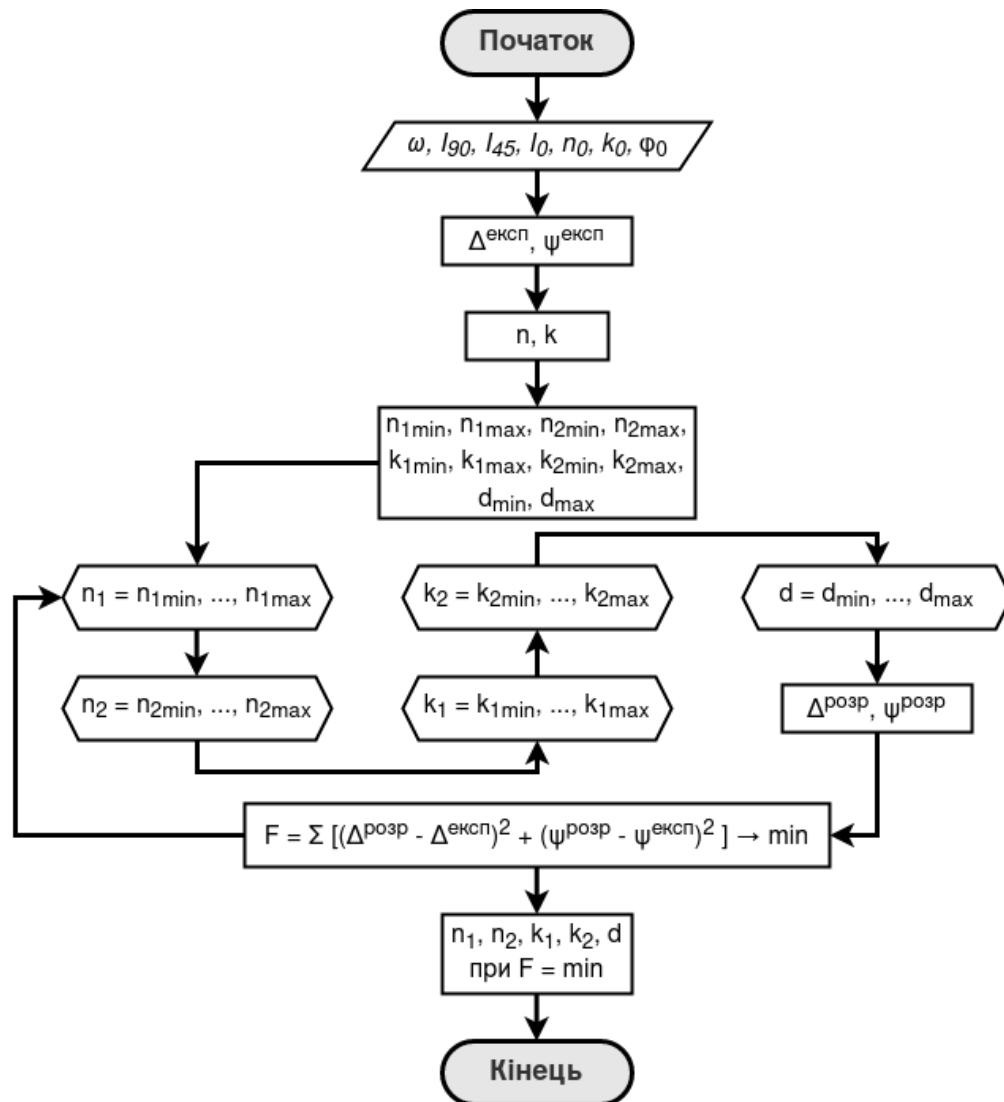 Початок
ω, I₉₀, I₄₅, I₀, n₀, k₀, φ₀
Δᵉᵏᶜⁿ, ψᵉᵏᶜⁿ
n, k
n₁min, n₁max, n₂min, n₂max,
k₁min, k₁max, k₂min, k₂max,
dmin, dmax
n₁ = n₁min, ..., n₁max
n₂ = n₂min, ..., n₂max
k₁ = k₁min, ..., k₁max
k₂ = k₂min, ..., k₂max
d = dmin, ..., dmax
Δрозр, ψрозр
F = Σ [(Δрозр - Δексп)² + (ψрозр - ψексп)² ] → min
n₁, n₂, k₁, k₂, d
при F = min
Кінець